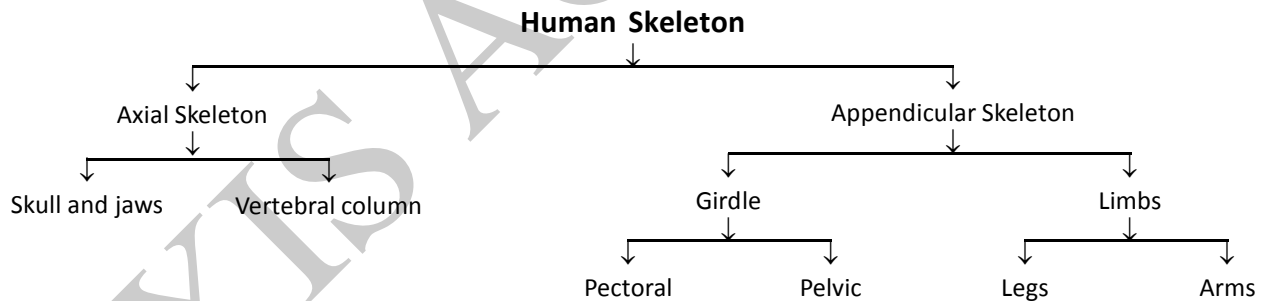 Human Skeleton
Axial Skeleton
Appendicular Skeleton
Skull and jaws
Vertebral column
Girdle
Limbs
Pectoral
Pelvic
Legs
Arms